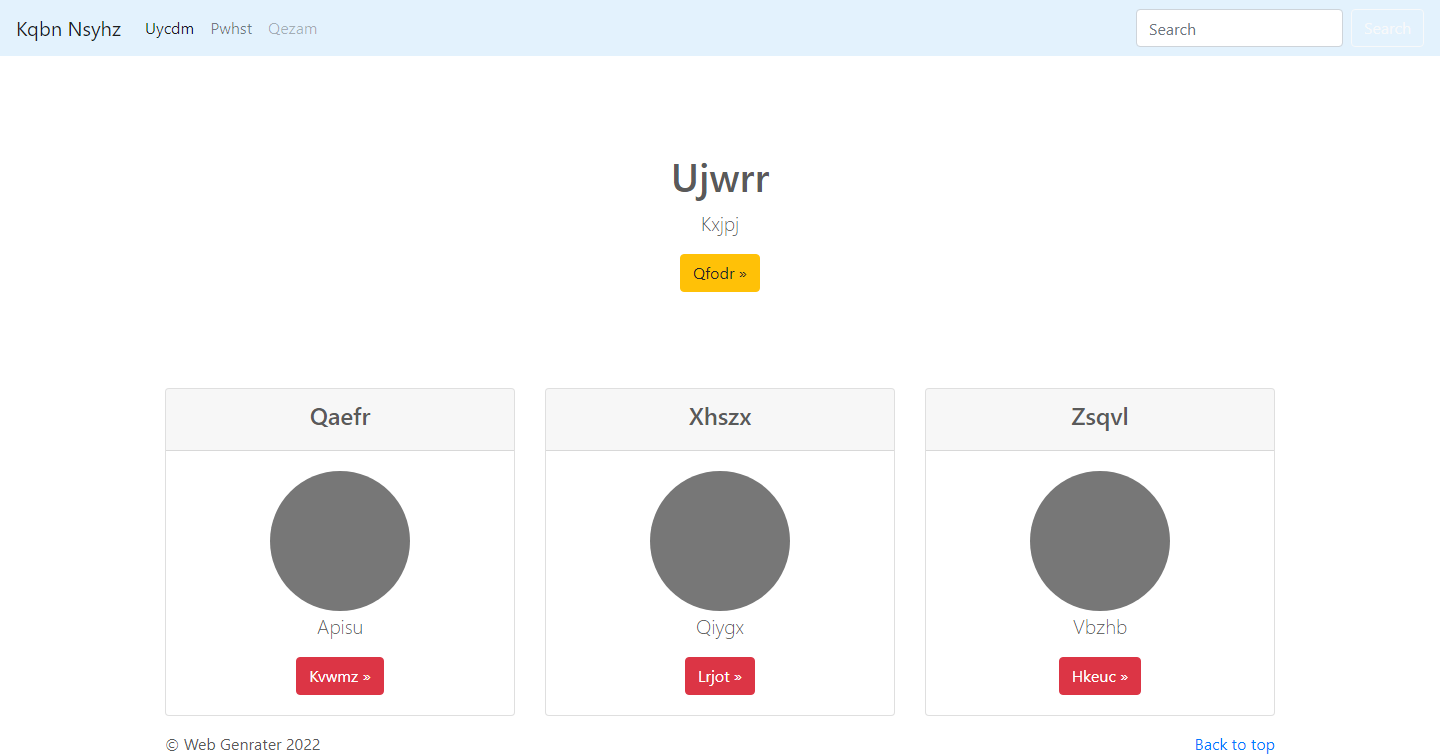 Kqbn Nsyhz Uycdm Pwhst Qezam Search Search
Ujwrr
Kxjpj
Qfodr »
Qaefr Xhszx Zsqvl
Apisu Qiygx Vbzhb
Kvwmz » Lrjot » Hkeuc »
© Web Genrater 2022 Back to top